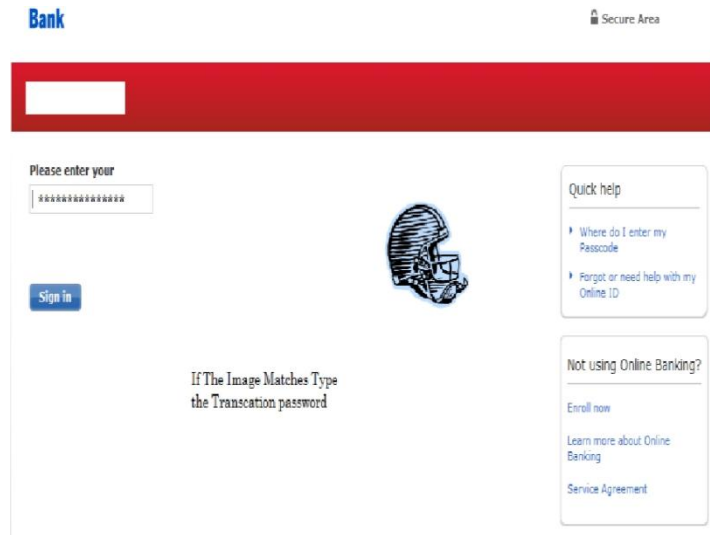 Bank
Secure Area
Please enter your
***************
Sign in
If The Image Matches Type
the Transcation password
Quick help
Where do I enter my
Passcode
Forgot or need help with my
Online ID
Not using Online Banking?
Enroll now
Learn more about Online
Banking
Service Agreement